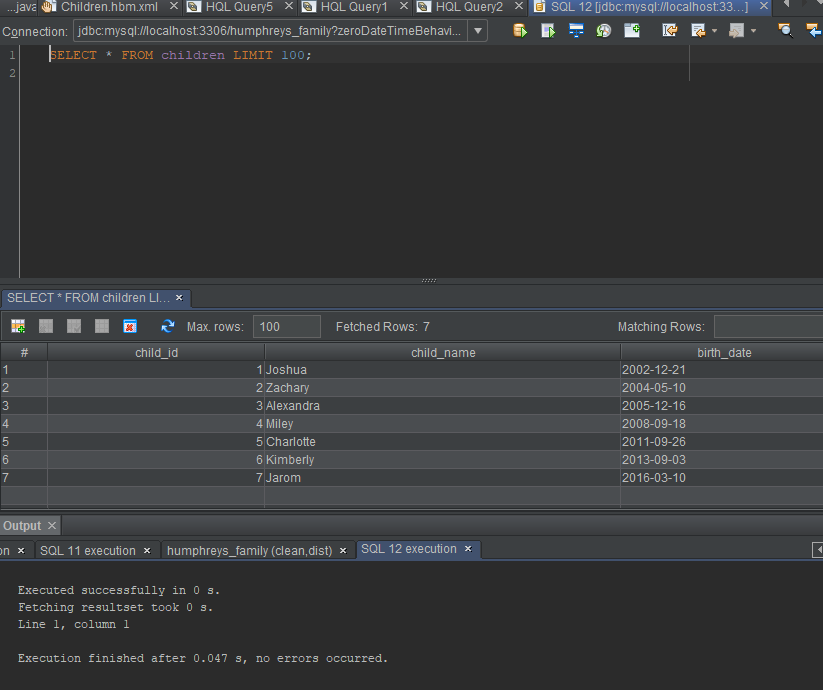 ...java Children.hbm.xml HQL Query5 HQL Query1 HQL Query2 SQL 12 [jdbc:mysql://localhost:33...]
Connection: jdbc:mysql://localhost:3306/humphreys_family?zeroDateTimeBehavi...
1 SELECT * FROM children LIMIT 100;
2
SELECT * FROM children LI...
Max. rows: 100 Fetched Rows: 7 Matching Rows:
# child_id child_name birth_date
1 1 Joshua 2002-12-21
2 2 Zachary 2004-05-10
3 3 Alexandra 2005-12-16
4 4 Miley 2008-09-18
5 5 Charlotte 2011-09-26
6 6 Kimberly 2013-09-03
7 7 Jarom 2016-03-10
Output
on SQL 11 execution humphreys_family (clean,dist) SQL 12 execution
Executed successfully in 0 s.
Fetching resultset took 0 s.
Line 1, column 1
Execution finished after 0.047 s, no errors occurred.